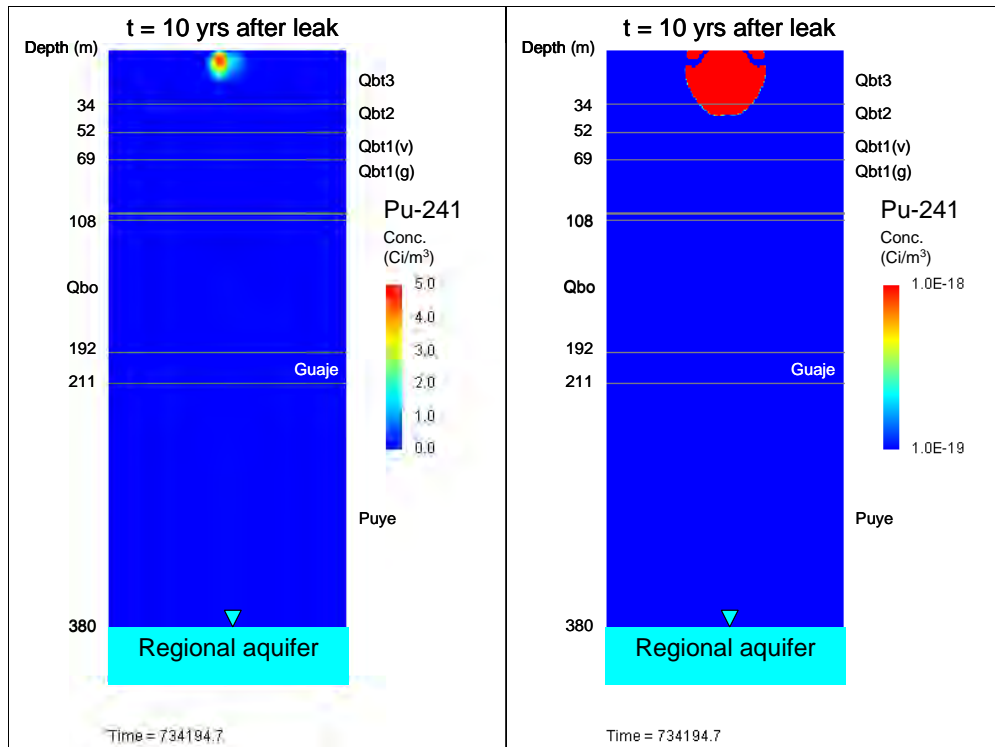 t = 10 yrs after leak
Depth (m)
Qbt3
34
Qbt2
52
Qbt1(v)
69
Qbt1(g)
108
Pu-241
Conc.
(Ci/m³)
5.0
4.0
3.0
2.0
1.0
0.0
Qbo
192
Guaje
211
Puye
380
Regional aquifer
Time = 734194.7
t = 10 yrs after leak
Depth (m)
Qbt3
34
Qbt2
52
Qbt1(v)
69
Qbt1(g)
108
Pu-241
Conc.
(Ci/m³)
1.0E-18
1.0E-19
Qbo
192
Guaje
211
Puye
380
Regional aquifer
Time = 734194.7